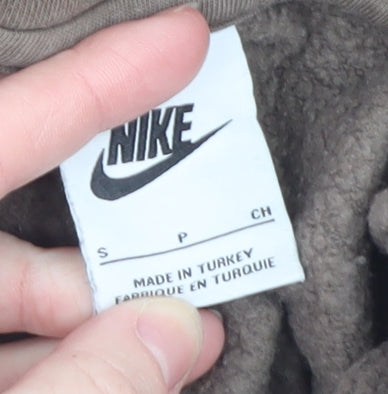 NIKE
S P CH
MADE IN TURKEY
FABRIQUE EN TURQUIE